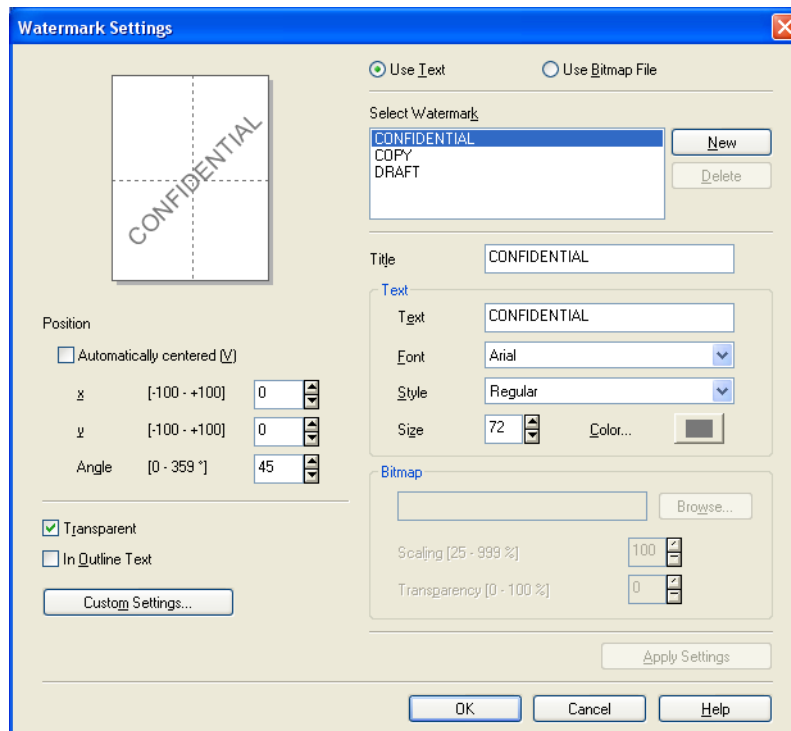 Watermark Settings
CONFIDENTIAL
Use Text
Use Bitmap File
Select Watermark
CONFIDENTIAL
COPY
DRAFT
New
Delete
Title CONFIDENTIAL
Text
Text CONFIDENTIAL
Font Arial
Style Regular
Size 72 Color...
Position
Automatically centered (V)
x [-100 - +100] 0
y [-100 - +100] 0
Angle [0 - 359 °] 45
Transparent
In Outline Text
Custom Settings...
Bitmap
Browse...
Scaling [25 - 999 %] 100
Transparency [0 - 100 %] 0
Apply Settings
OK Cancel Help